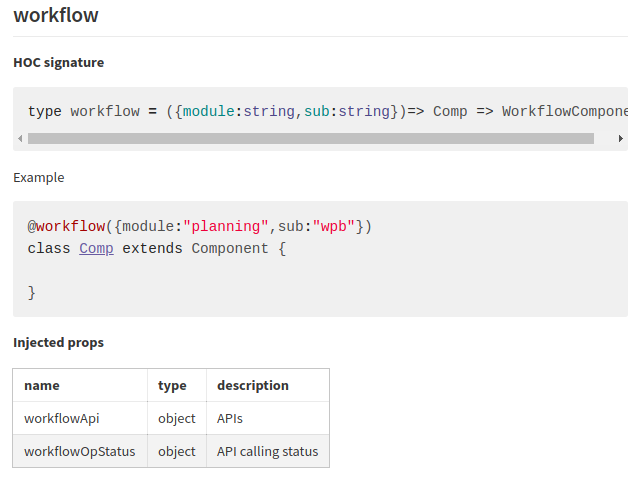 workflow
HOC signature
type workflow = ({module:string,sub:string})=> Comp => WorkflowCompone
Example
@workflow({module:"planning",sub:"wpb"})
class Comp extends Component {
}
Injected props
name type description
workflowApi object APIs
workflowOpStatus object API calling status